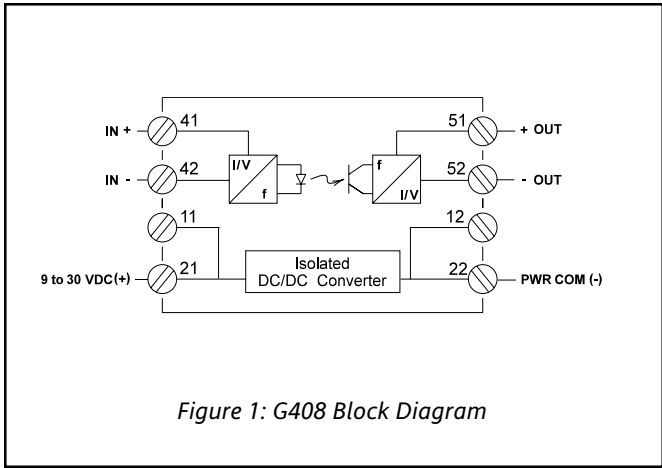 41
51
IN +
+ OUT
I/V
f
f
I/V
42
52
IN -
- OUT
11
12
Isolated
DC/DC Converter
21
22
9 to 30 VDC(+)
PWR COM (-)
Figure 1: G408 Block Diagram